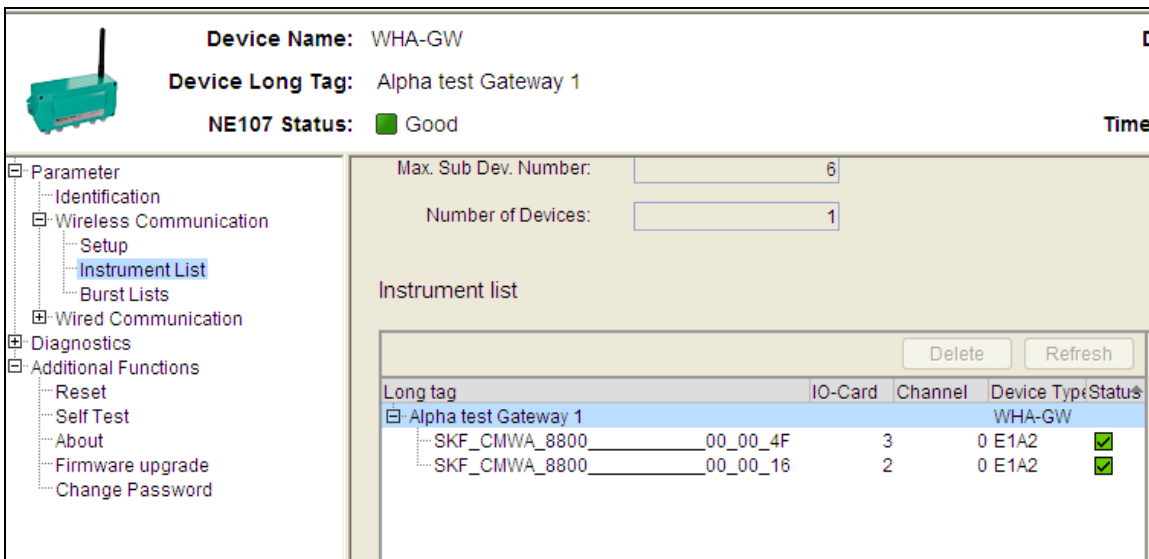 Device Name: WHA-GW
D
Device Long Tag: Alpha test Gateway 1
NE107 Status: Good
Time
Parameter
Identification
Wireless Communication
Setup
Instrument List
Burst Lists
Wired Communication
Diagnostics
Additional Functions
Reset
Self Test
About
Firmware upgrade
Change Password
Max. Sub Dev. Number: 6
Number of Devices: 1
Instrument list
Delete Refresh
Long tag IO-Card Channel Device Type Status
Alpha test Gateway 1 WHA-GW
SKF_CMWA_8800____________00_00_4F 3 0 E1A2
SKF_CMWA_8800____________00_00_16 2 0 E1A2